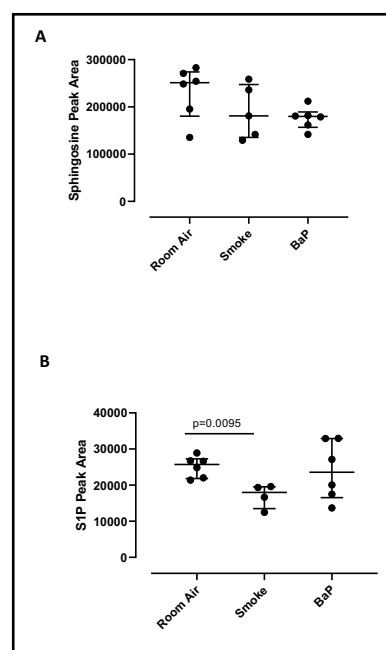 A
300000
200000
100000
0
Sphingosine Peak Area
Room Air
Smoke
BaP
B
p=0.0095
40000
30000
20000
10000
0
S1P Peak Area
Room Air
Smoke
BaP